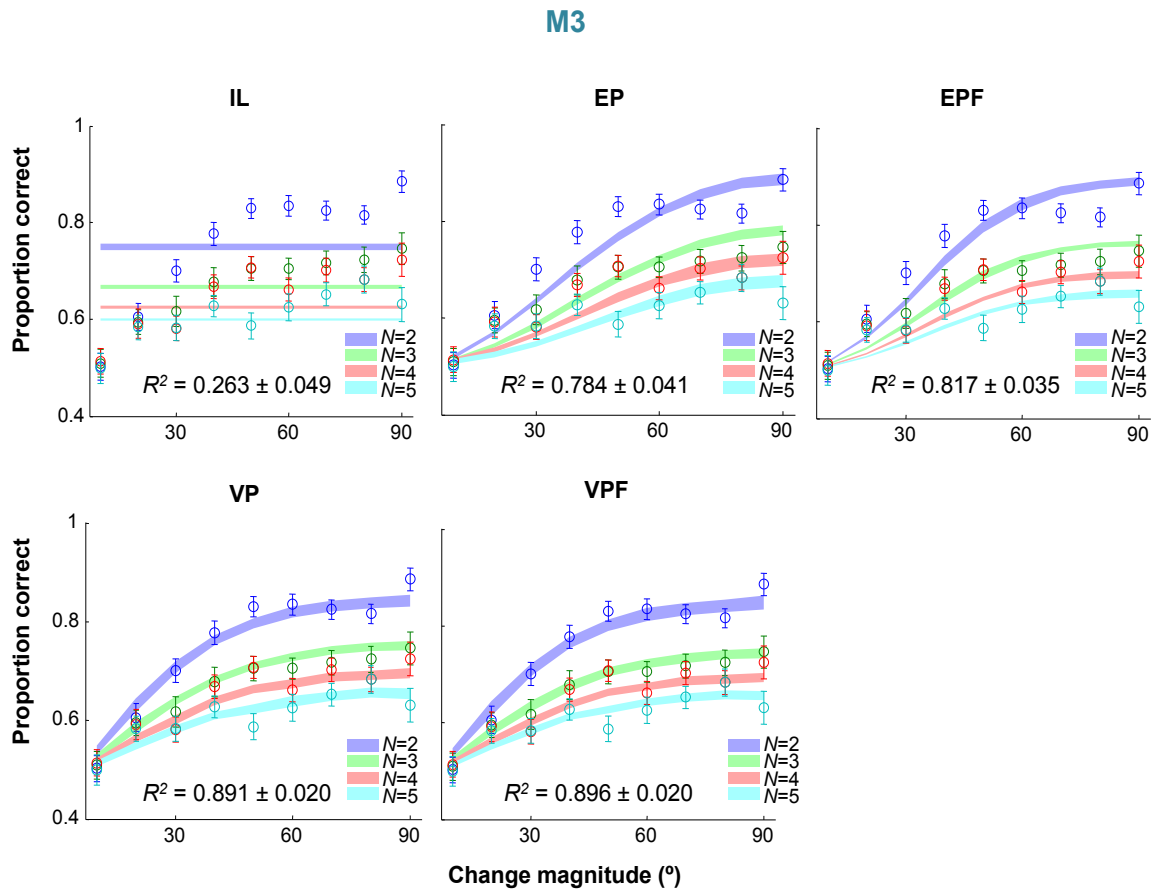 M3
IL
EP
EPF
Proportion correct
1
0.8
0.6
0.4
N=2
N=3
N=4
N=5
R² = 0.263 ± 0.049
30
60
90
N=2
N=3
N=4
N=5
R² = 0.784 ± 0.041
30
60
90
N=2
N=3
N=4
N=5
R² = 0.817 ± 0.035
30
60
90
VP
VPF
Proportion correct
1
0.8
0.6
0.4
N=2
N=3
N=4
N=5
R² = 0.891 ± 0.020
30
60
90
N=2
N=3
N=4
N=5
R² = 0.896 ± 0.020
30
60
90
Change magnitude (º)